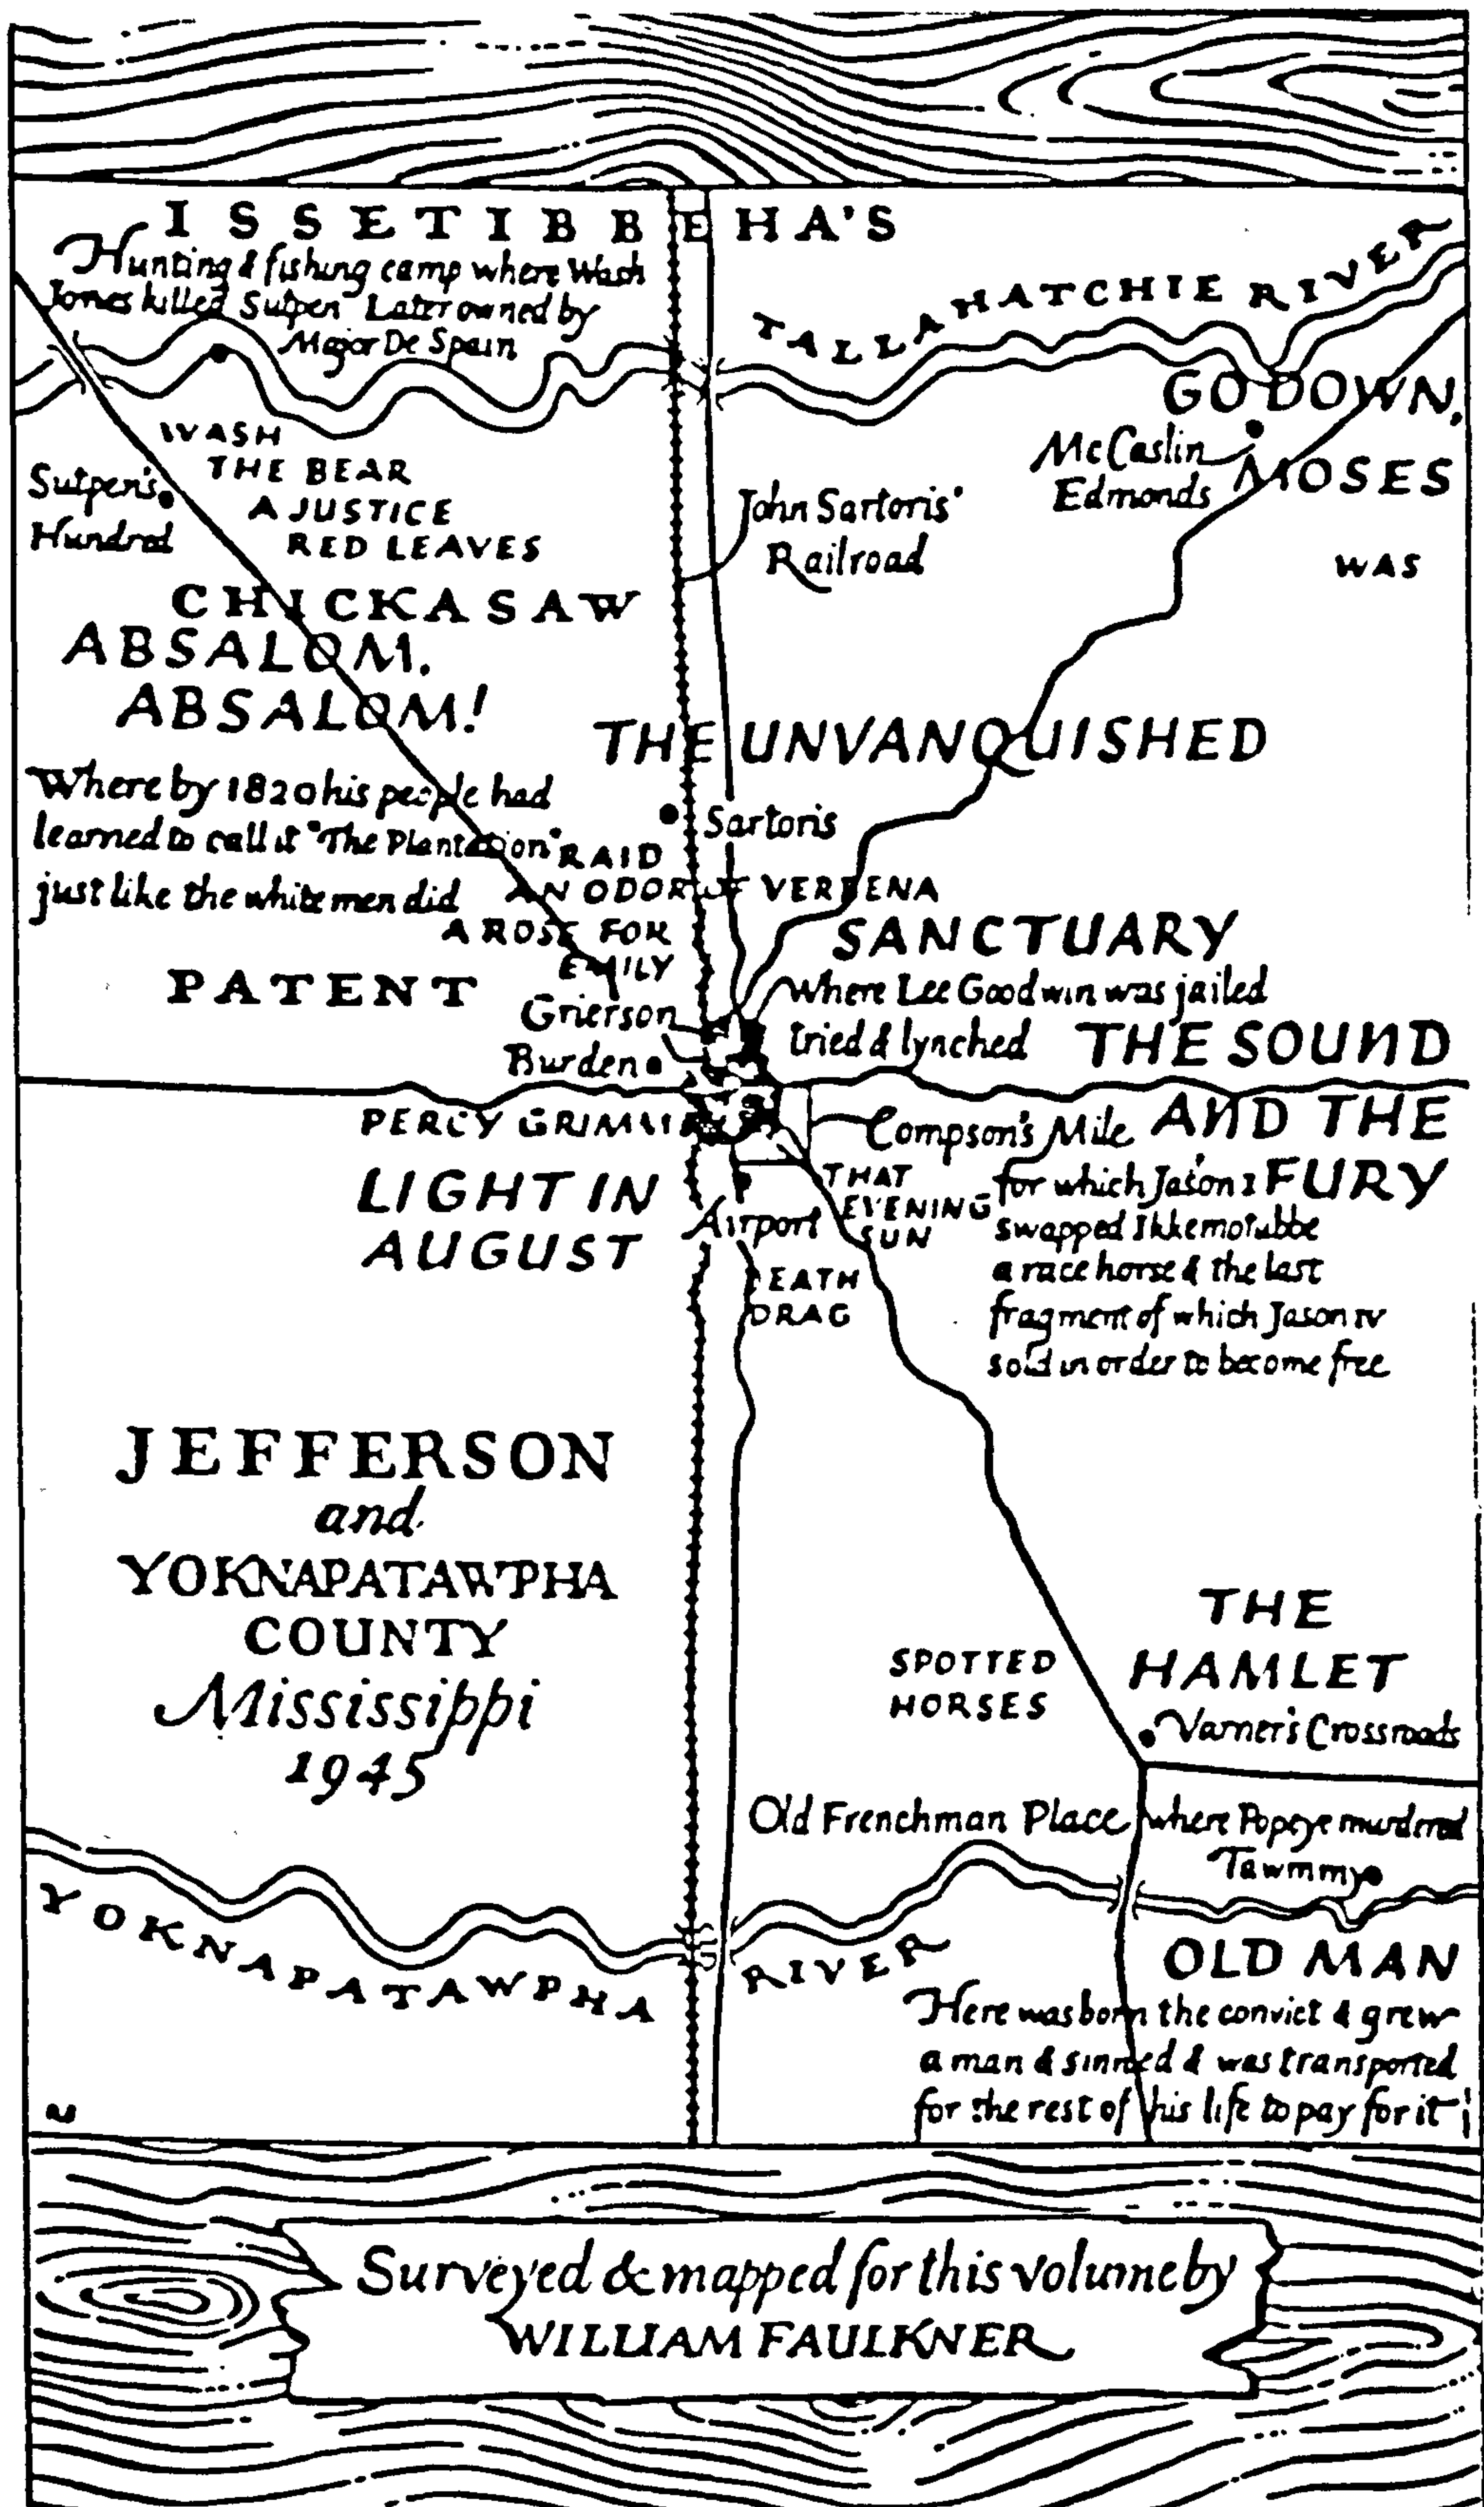 ISSETIBBEHA'S
Hunting & fishing camp where Wash
Jones killed Sutpen Later owned by
Major De Spain
TALLAHATCHIE RIVER
GO DOWN,
MOSES
McCaslin
Edmonds
WAS
WASH
THE BEAR
A JUSTICE
RED LEAVES
Sutpen's
Hundred
John Sartoris'
Railroad
CHICKASAW
ABSALOM,
ABSALOM!
THE UNVANQUISHED
Where by 1820 his people had
learned to call it "The Plantation"
just like the white men did
Sartoris
RAID
AN ODOR OF VERBENA
A ROSE FOR
EMILY
PATENT
SANCTUARY
where Lee Goodwin was jailed
tried & lynched
Grierson
Burden
THE SOUND
AND THE
FURY
PERCY GRIMM
Compson's Mile
for which Jason I
swapped Ikkemotubbe
a race horse & the last
fragment of which Jason IV
sold in order to become free
LIGHT IN
AUGUST
THAT
EVENING
SUN
Airport
DEATH
DRAG
JEFFERSON
and
YOKNAPATAWPHA
COUNTY
Mississippi
1945
THE
HAMLET
SPOTTED
HORSES
Varner's Crossroads
Old Frenchman Place where Popeye murdered
Tawmmy
YOKNAPATAWPHA RIVER
OLD MAN
Here was born the convict & grew
a man & sinned & was transported
for the rest of his life to pay for it
Surveyed & mapped for this volume by
WILLIAM FAULKNER